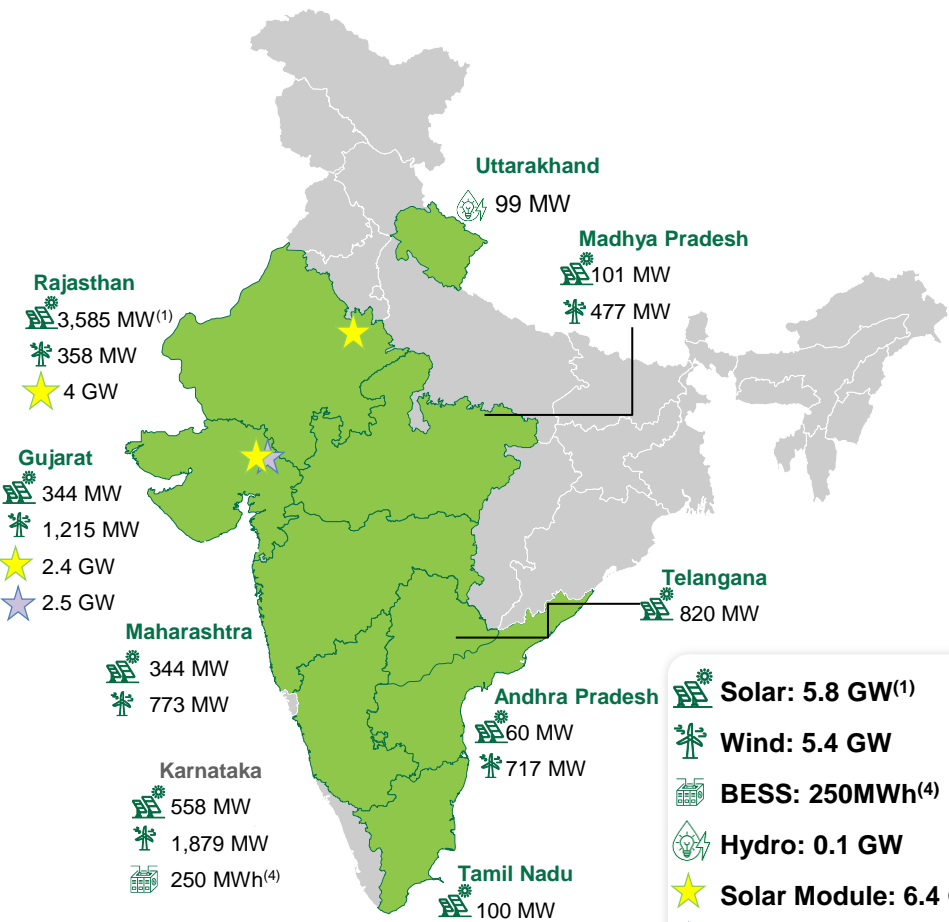 Uttarakhand
99 MW
Madhya Pradesh
101 MW
477 MW
Rajasthan
3,585 MW(1)
358 MW
4 GW
Gujarat
344 MW
1,215 MW
2.4 GW
2.5 GW
Telangana
820 MW
Maharashtra
344 MW
773 MW
Andhra Pradesh
60 MW
717 MW
Karnataka
558 MW
1,879 MW
250 MWh(4)
Tamil Nadu
100 MW
Solar: 5.8 GW(1)
Wind: 5.4 GW
BESS: 250MWh(4)
Hydro: 0.1 GW
Solar Module: 6.4